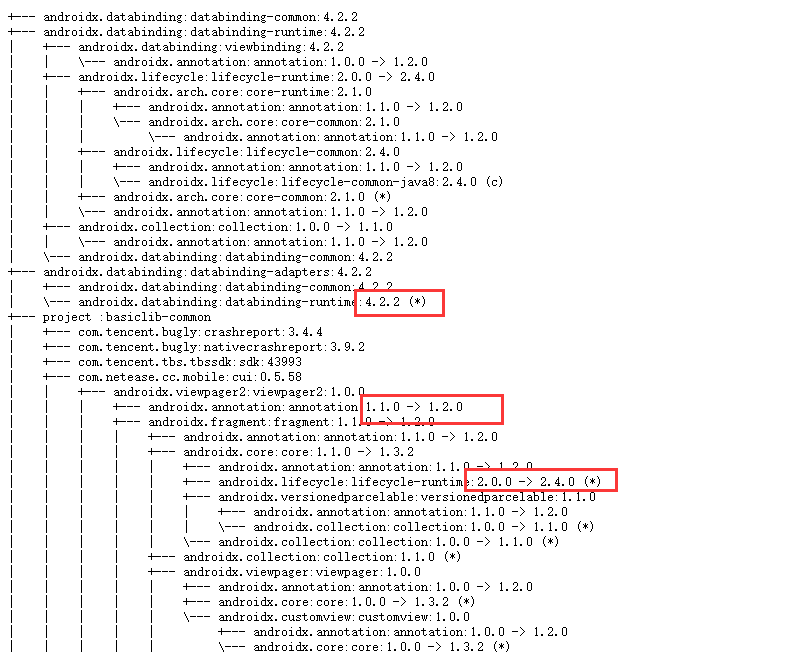 +--- androidx.databinding:databinding-common:4.2.2
+--- androidx.databinding:databinding-runtime:4.2.2
|    +--- androidx.databinding:viewbinding:4.2.2
|    |    \--- androidx.annotation:annotation:1.0.0 -> 1.2.0
|    +--- androidx.lifecycle:lifecycle-runtime:2.0.0 -> 2.4.0
|    |    +--- androidx.arch.core:core-runtime:2.1.0
|    |    |    +--- androidx.annotation:annotation:1.1.0 -> 1.2.0
|    |    |    \--- androidx.arch.core:core-common:2.1.0
|    |    |         \--- androidx.annotation:annotation:1.1.0 -> 1.2.0
|    |    +--- androidx.lifecycle:lifecycle-common:2.4.0
|    |    |    +--- androidx.annotation:annotation:1.1.0 -> 1.2.0
|    |    |    \--- androidx.lifecycle:lifecycle-common-java8:2.4.0 (c)
|    |    +--- androidx.arch.core:core-common:2.1.0 (*)
|    |    \--- androidx.annotation:annotation:1.1.0 -> 1.2.0
|    +--- androidx.collection:collection:1.0.0 -> 1.1.0
|    |    \--- androidx.annotation:annotation:1.1.0 -> 1.2.0
|    \--- androidx.databinding:databinding-common:4.2.2
+--- androidx.databinding:databinding-adapters:4.2.2
|    +--- androidx.databinding:databinding-common:4.2.2
|    \--- androidx.databinding:databinding-runtime:4.2.2 (*)
+--- project :basiclib-common
|    +--- com.tencent.bugly:crashreport:3.4.4
|    +--- com.tencent.bugly:nativecrashreport:3.9.2
|    +--- com.tencent.tbs.tbssdk:sdk:43993
|    +--- com.netease.cc.mobile:cui:0.5.58
|    |    +--- androidx.viewpager2:viewpager2:1.0.0
|    |    |    +--- androidx.annotation:annotation:1.1.0 -> 1.2.0
|    |    |    +--- androidx.fragment:fragment:1.1.0 -> 1.2.0
|    |    |    |    +--- androidx.annotation:annotation:1.1.0 -> 1.2.0
|    |    |    |    +--- androidx.core:core:1.1.0 -> 1.3.2
|    |    |    |    |    +--- androidx.annotation:annotation:1.1.0 -> 1.2.0
|    |    |    |    |    +--- androidx.lifecycle:lifecycle-runtime:2.0.0 -> 2.4.0 (*)
|    |    |    |    |    +--- androidx.versionedparcelable:versionedparcelable:1.1.0
|    |    |    |    |    |    +--- androidx.annotation:annotation:1.1.0 -> 1.2.0
|    |    |    |    |    |    \--- androidx.collection:collection:1.0.0 -> 1.1.0 (*)
|    |    |    |    |    \--- androidx.collection:collection:1.0.0 -> 1.1.0 (*)
|    |    |    |    +--- androidx.collection:collection:1.1.0 (*)
|    |    |    |    +--- androidx.viewpager:viewpager:1.0.0
|    |    |    |    |    +--- androidx.annotation:annotation:1.0.0 -> 1.2.0
|    |    |    |    |    +--- androidx.core:core:1.0.0 -> 1.3.2 (*)
|    |    |    |    |    \--- androidx.customview:customview:1.0.0
|    |    |    |    |         +--- androidx.annotation:annotation:1.0.0 -> 1.2.0
|    |    |    |    |         \--- androidx.core:core:1.0.0 -> 1.3.2 (*)